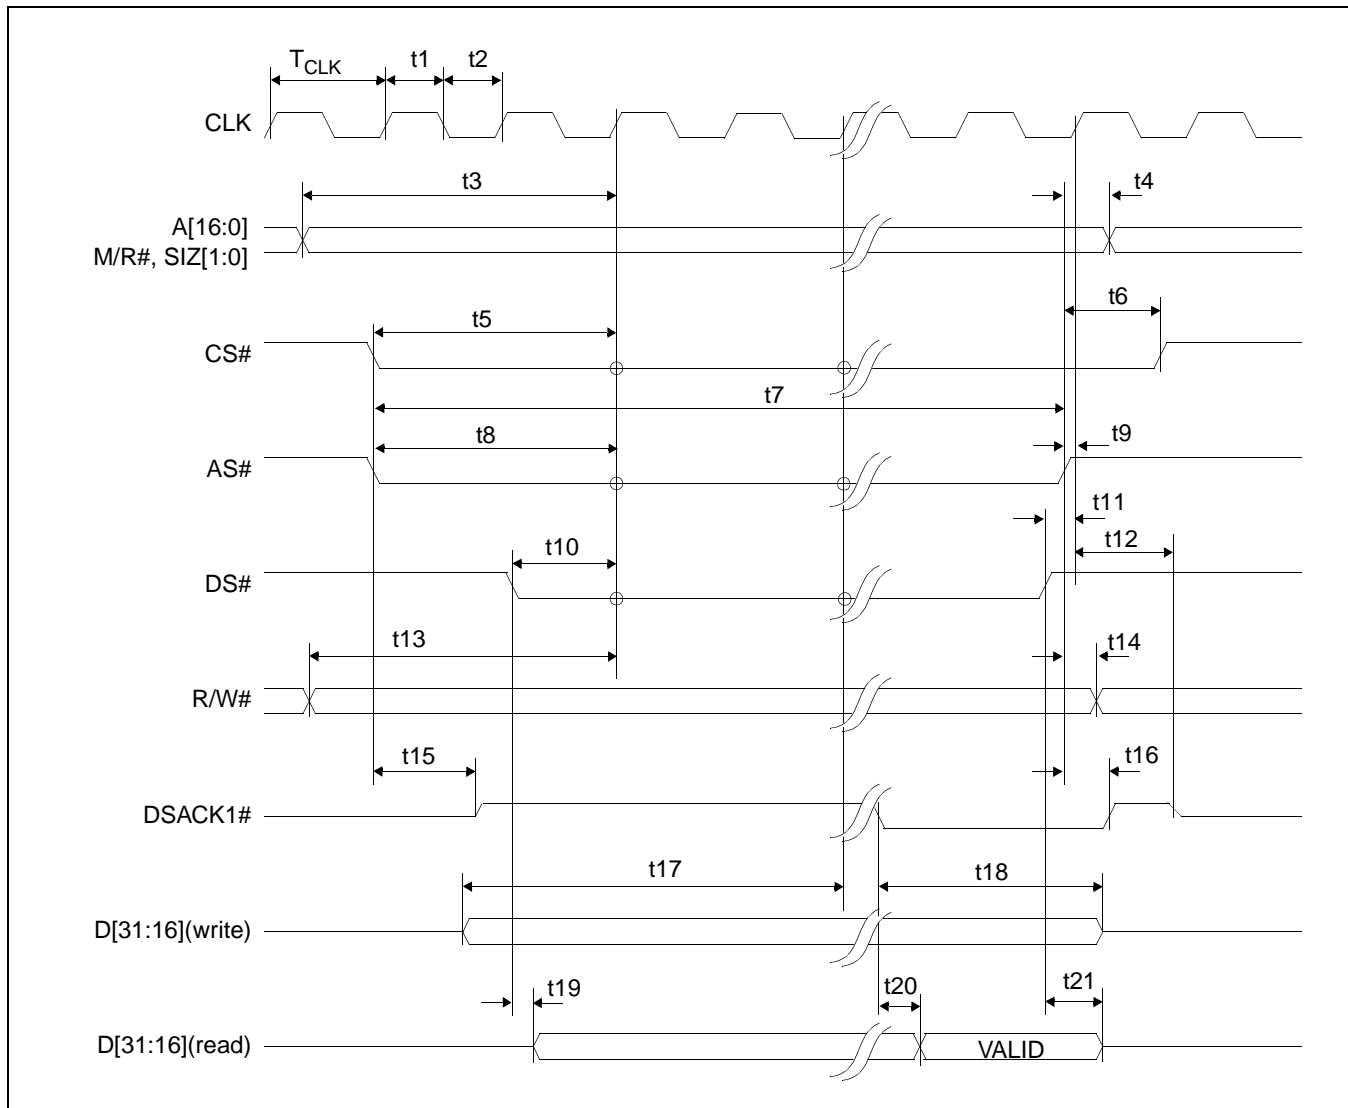 TCLK t1 t2
CLK
t3 t4
A[16:0]
M/R#, SIZ[1:0]
t5 t6
CS#
t7
t8 t9
AS#
t10 t11 t12
DS#
t13 t14
R/W#
t15 t16
DSACK1#
t17 t18
D[31:16](write)
t19 t20 t21
D[31:16](read) VALID